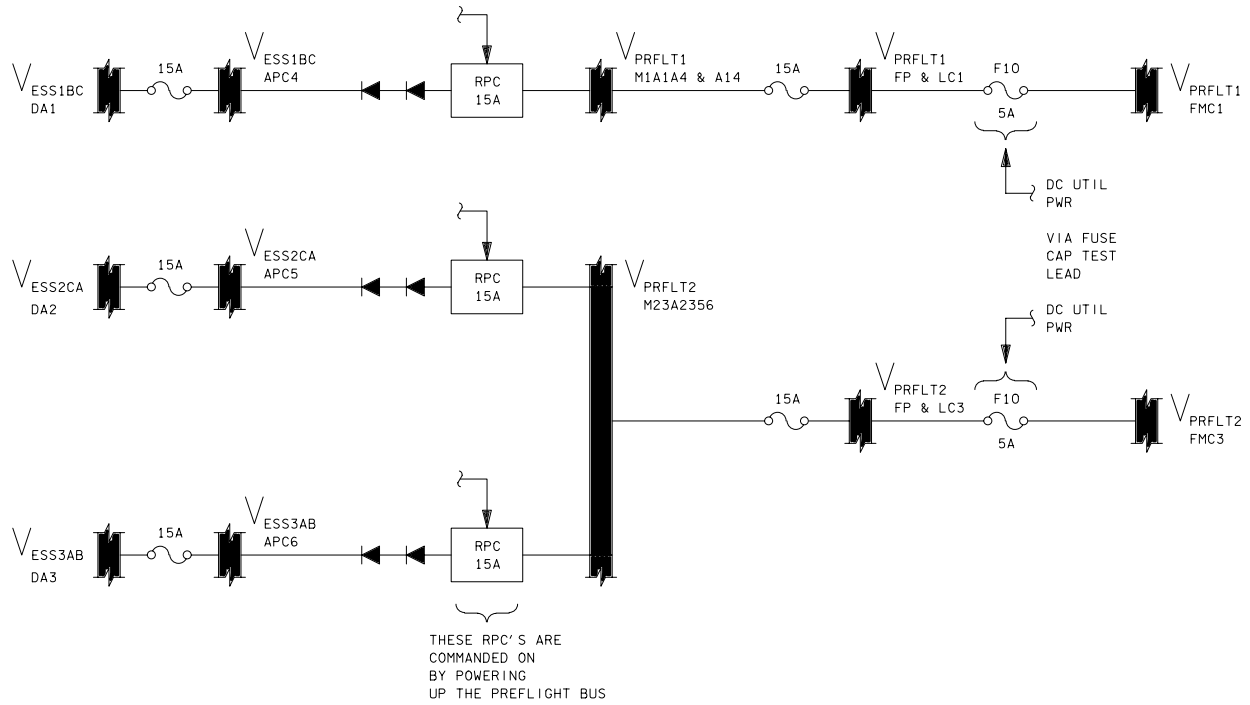 ESS1BC
DA1
15A
ESS1BC
APC4
RPC
15A
PRFLT1
M1A1A4 & A14
15A
PRFLT1
FP & LC1
F10
5A
PRFLT1
FMC1
DC UTIL
PWR
VIA FUSE
CAP TEST
LEAD
DC UTIL
PWR
ESS2CA
DA2
15A
ESS2CA
APC5
RPC
15A
PRFLT2
M23A2356
15A
PRFLT2
FP & LC3
F10
5A
PRFLT2
FMC3
ESS3AB
DA3
15A
ESS3AB
APC6
RPC
15A
THESE RPC'S ARE
COMMANDED ON
BY POWERING
UP THE PREFLIGHT BUS